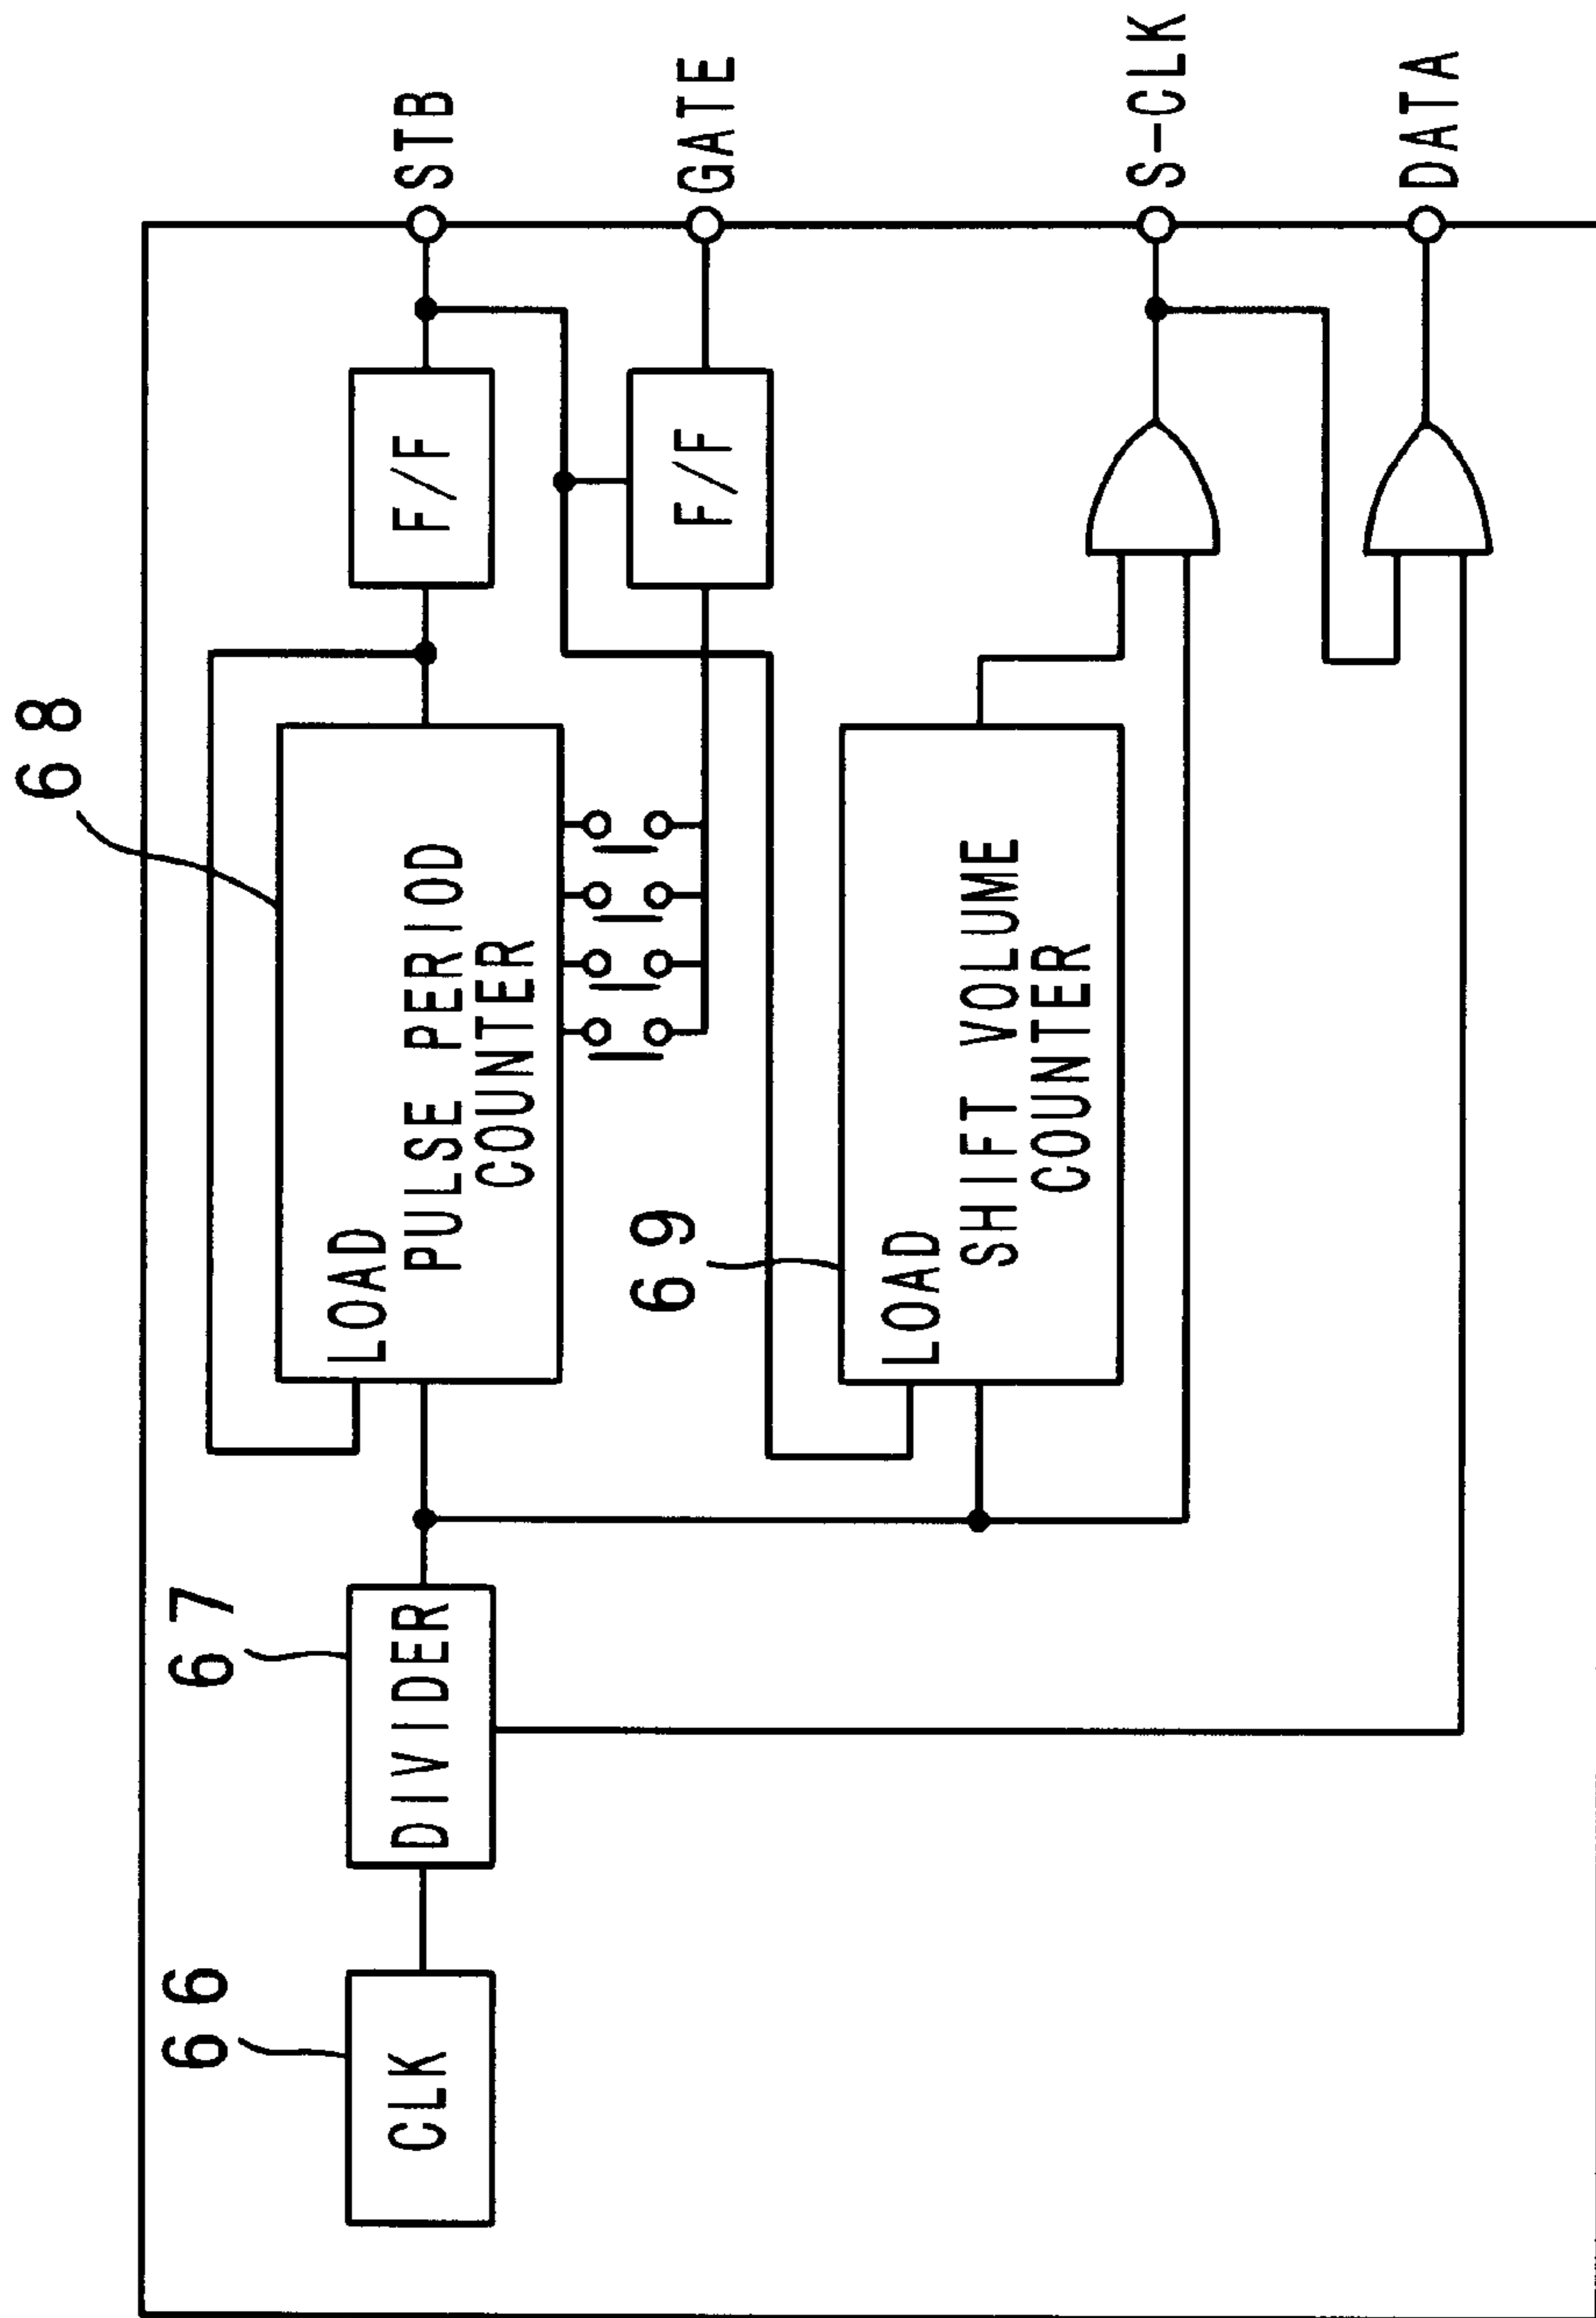 68
STB
GATE
S-CLK
DATA
F/F
F/F
LOAD
PULSE PERIOD
COUNTER
69
LOAD
SHIFT VOLUME
COUNTER
67
DIVIDER
66
CLK